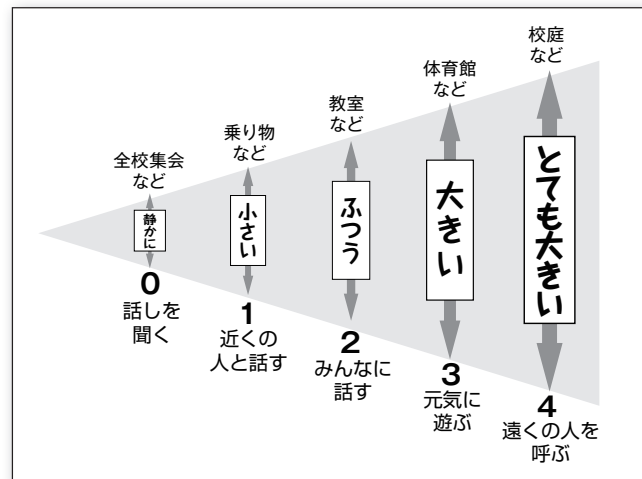 全校集会
など
静かに
0
話しを
聞く
乗り物
など
小さい
1
近くの
人と話す
教室
など
ふつう
2
みんなに
話す
体育館
など
大きい
3
元気に
遊ぶ
校庭
など
とても大きい
4
遠くの人を
呼ぶ